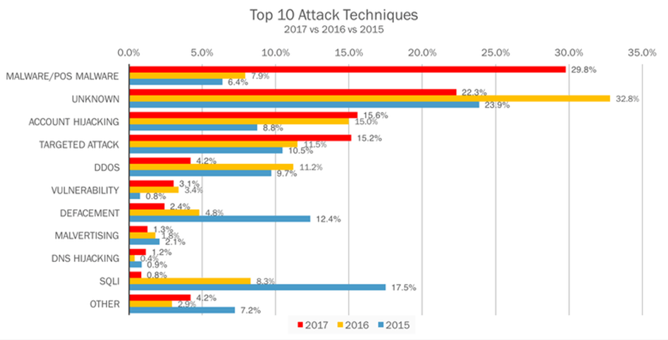 Top 10 Attack Techniques
2017 vs 2016 vs 2015
0.0% 5.0% 10.0% 15.0% 20.0% 25.0% 30.0% 35.0%
MALWARE/POS MALWARE 29.8%
7.9%
6.4%
UNKNOWN 22.3%
32.8%
23.9%
ACCOUNT HIJACKING 15.6%
15.0%
8.8%
TARGETED ATTACK 15.2%
11.5%
10.5%
DDOS 4.2%
11.2%
9.7%
VULNERABILITY 3.1%
3.4%
0.8%
DEFACEMENT 2.4%
4.8%
12.4%
MALVERTISING 1.3%
1.8%
2.1%
DNS HIJACKING 1.2%
0.4%
0.9%
SQLI 0.8%
8.3%
17.5%
OTHER 4.2%
2.9%
7.2%
2017 2016 2015